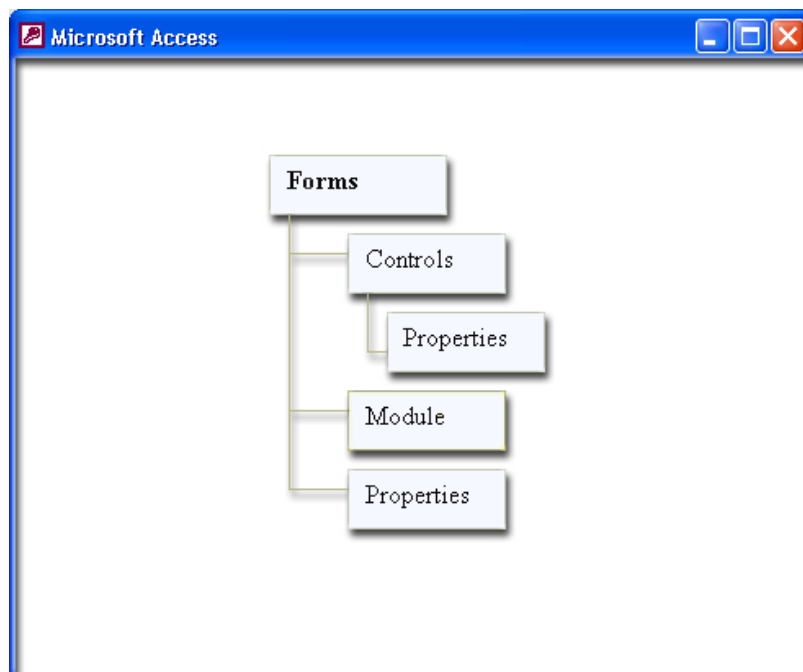 Microsoft Access
Forms
Controls
Properties
Module
Properties